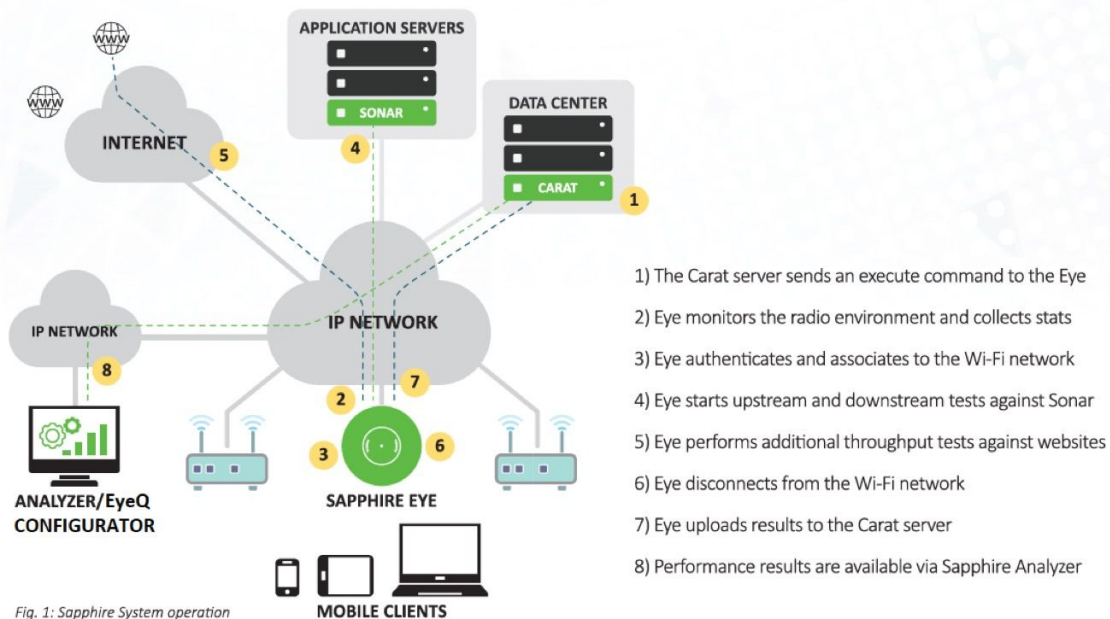 WWW
WWW
INTERNET
5
APPLICATION SERVERS
SONAR
4
DATA CENTER
CARAT
1
IP NETWORK
IP NETWORK
8
2
7
3
6
ANALYZER/EyeQ
CONFIGURATOR
SAPPHIRE EYE
MOBILE CLIENTS
Fig. 1: Sapphire System operation
1) The Carat server sends an execute command to the Eye
2) Eye monitors the radio environment and collects stats
3) Eye authenticates and associates to the Wi-Fi network
4) Eye starts upstream and downstream tests against Sonar
5) Eye performs additional throughput tests against websites
6) Eye disconnects from the Wi-Fi network
7) Eye uploads results to the Carat server
8) Performance results are available via Sapphire Analyzer